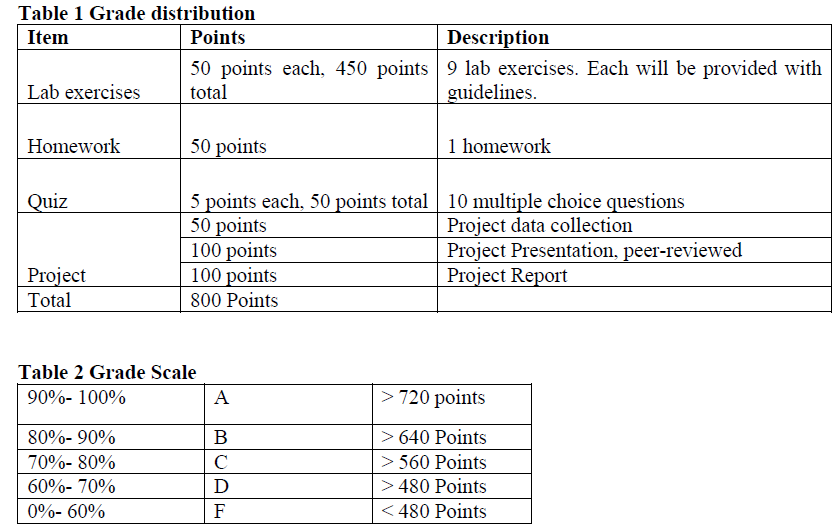 Table 1 Grade distribution
Item Points Description
Lab exercises 50 points each, 450 points total 9 lab exercises. Each will be provided with guidelines.
Homework 50 points 1 homework
Quiz 5 points each, 50 points total 10 multiple choice questions
Project 50 points Project data collection
100 points Project Presentation, peer-reviewed
100 points Project Report
Total 800 Points
Table 2 Grade Scale
90%- 100% A > 720 points
80%- 90% B > 640 Points
70%- 80% C > 560 Points
60%- 70% D > 480 Points
0%- 60% F < 480 Points